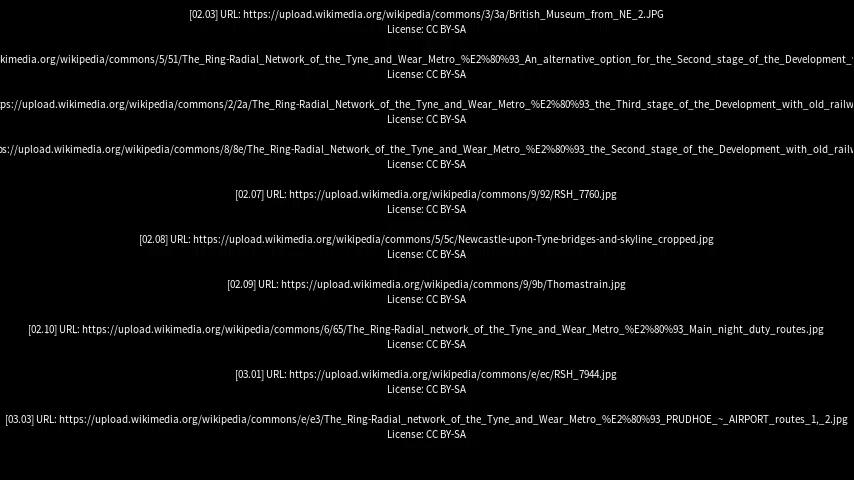 [02.03] URL: https://upload.wikimedia.org/wikipedia/commons/3/3a/British_Museum_from_NE_2.JPG
License: CC BY-SA
kimedia.org/wikipedia/commons/5/51/The_Ring-Radial_Network_of_the_Tyne_and_Wear_Metro_%E2%80%93_An_alternative_option_for_the_Second_stage_of_the_Development_
License: CC BY-SA
ps://upload.wikimedia.org/wikipedia/commons/2/2a/The_Ring-Radial_Network_of_the_Tyne_and_Wear_Metro_%E2%80%93_the_Third_stage_of_the_Development_with_old_railw
License: CC BY-SA
ps://upload.wikimedia.org/wikipedia/commons/8/8e/The_Ring-Radial_Network_of_the_Tyne_and_Wear_Metro_%E2%80%93_the_Second_stage_of_the_Development_with_old_railw
License: CC BY-SA
[02.07] URL: https://upload.wikimedia.org/wikipedia/commons/9/92/RSH_7760.jpg
License: CC BY-SA
[02.08] URL: https://upload.wikimedia.org/wikipedia/commons/5/5c/Newcastle-upon-Tyne-bridges-and-skyline_cropped.jpg
License: CC BY-SA
[02.09] URL: https://upload.wikimedia.org/wikipedia/commons/9/9b/Thomastrain.jpg
License: CC BY-SA
[02.10] URL: https://upload.wikimedia.org/wikipedia/commons/6/65/The_Ring-Radial_network_of_the_Tyne_and_Wear_Metro_%E2%80%93_Main_night_duty_routes.jpg
License: CC BY-SA
[03.01] URL: https://upload.wikimedia.org/wikipedia/commons/e/ec/RSH_7944.jpg
License: CC BY-SA
[03.03] URL: https://upload.wikimedia.org/wikipedia/commons/e/e3/The_Ring-Radial_network_of_the_Tyne_and_Wear_Metro_%E2%80%93_PRUDHOE_~_AIRPORT_routes_1,_2.jpg
License: CC BY-SA